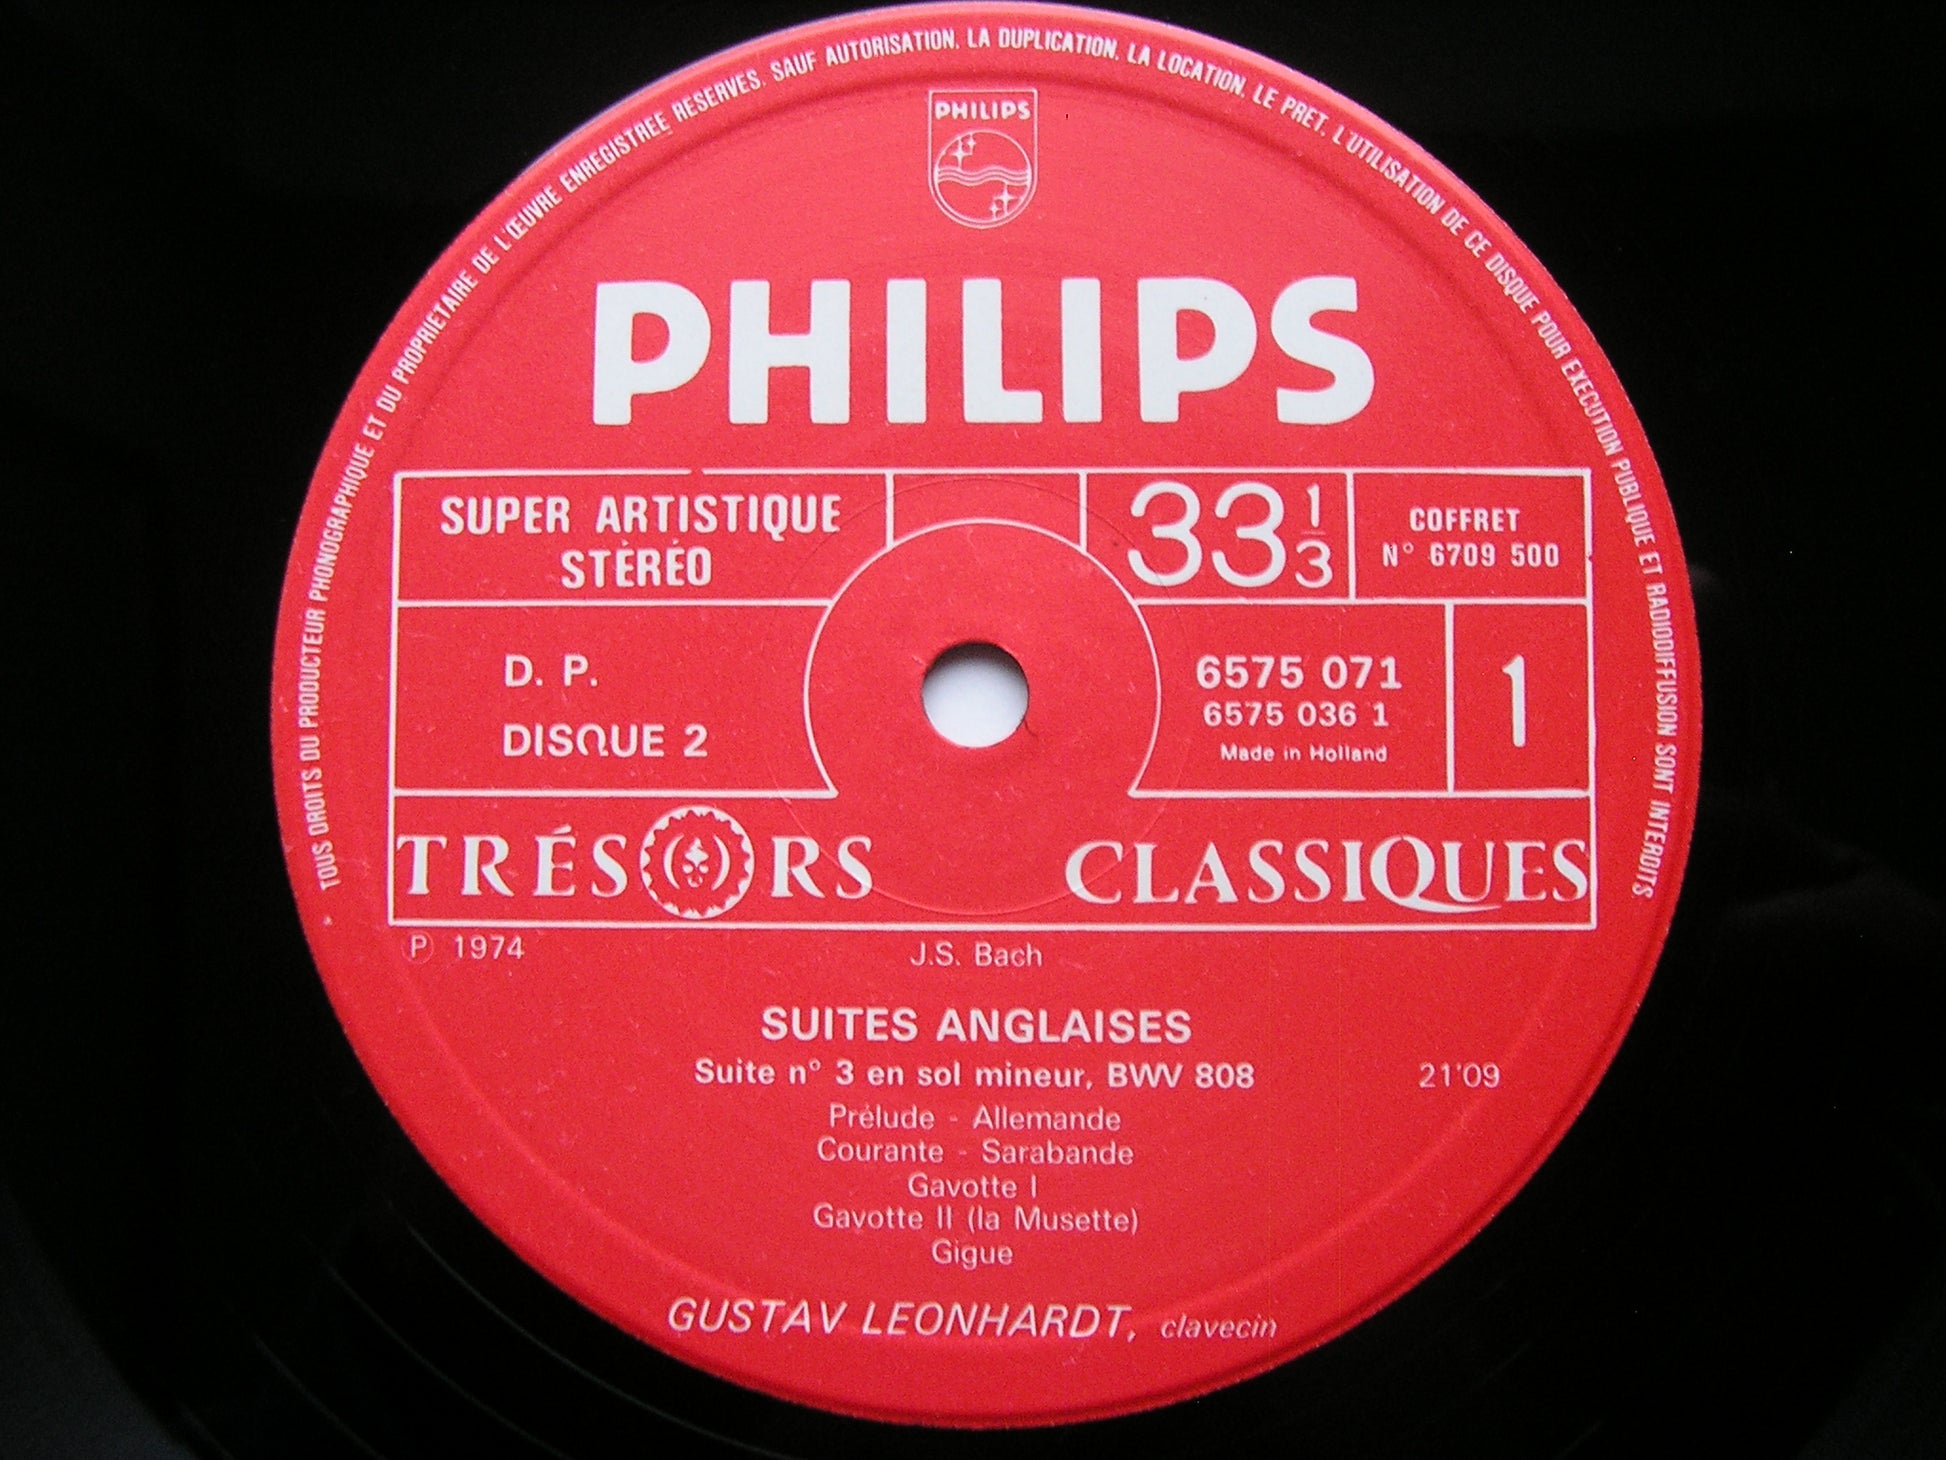 TOUS DROITS DU PRODUCTEUR PHONOGRAPHIQUE ET DU PROPRIETAIRE DE L'ŒUVRE ENREGISTREE RESERVES. SAUF AUTORISATION, LA DUPLICATION, LA LOCATION, LE PRET, L'UTILISATION DE CE DISQUE POUR EXECUTION PUBLIQUE ET RADIODIFFUSION SONT INTERDITS.
PHILIPS
PHILIPS
SUPER ARTISTIQUE
STÉRÉO
33 1/3
COFFRET
N° 6709 500
D. P.
DISQUE 2
6575 071
6575 036 1
Made in Holland
1
TRÉSORS CLASSIQUES
Ⓟ 1974
J.S. Bach
SUITES ANGLAISES
Suite n° 3 en sol mineur, BWV 808 21'09
Prélude - Allemande
Courante - Sarabande
Gavotte I
Gavotte II (la Musette)
Gigue
GUSTAV LEONHARDT, clavecin